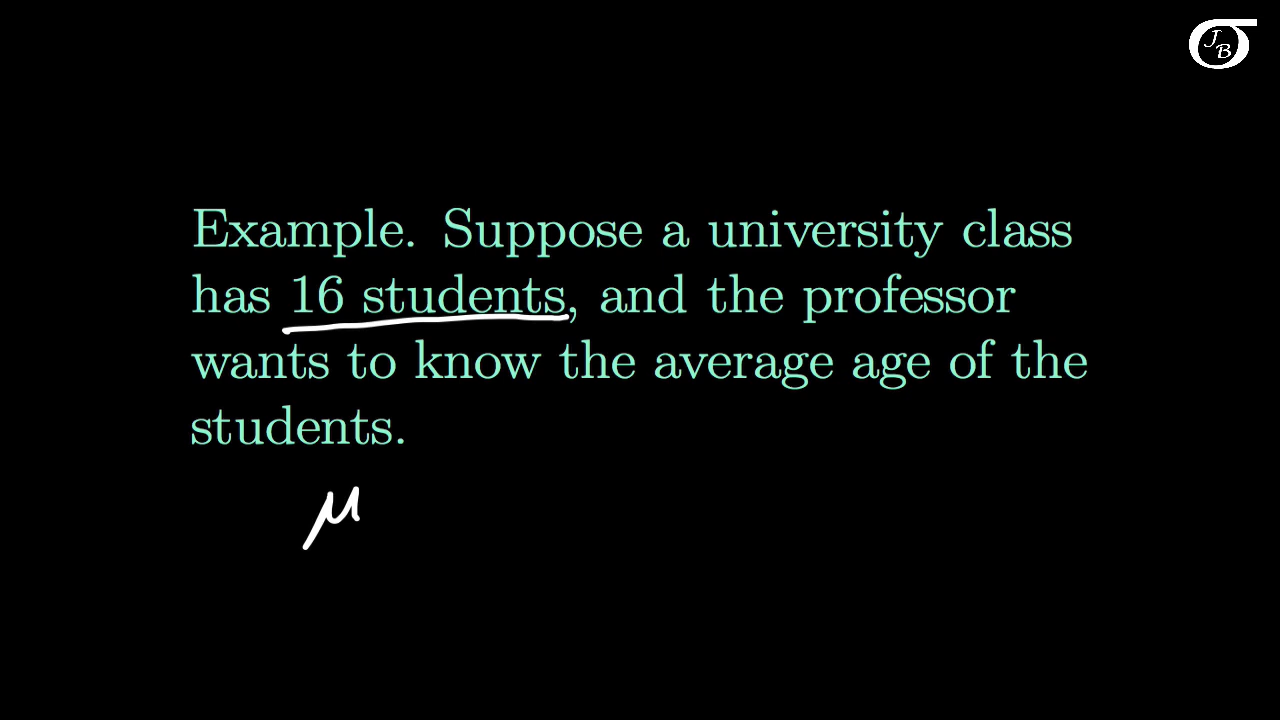 JB
Example. Suppose a university class
has 16 students, and the professor
wants to know the average age of the
students.
μ